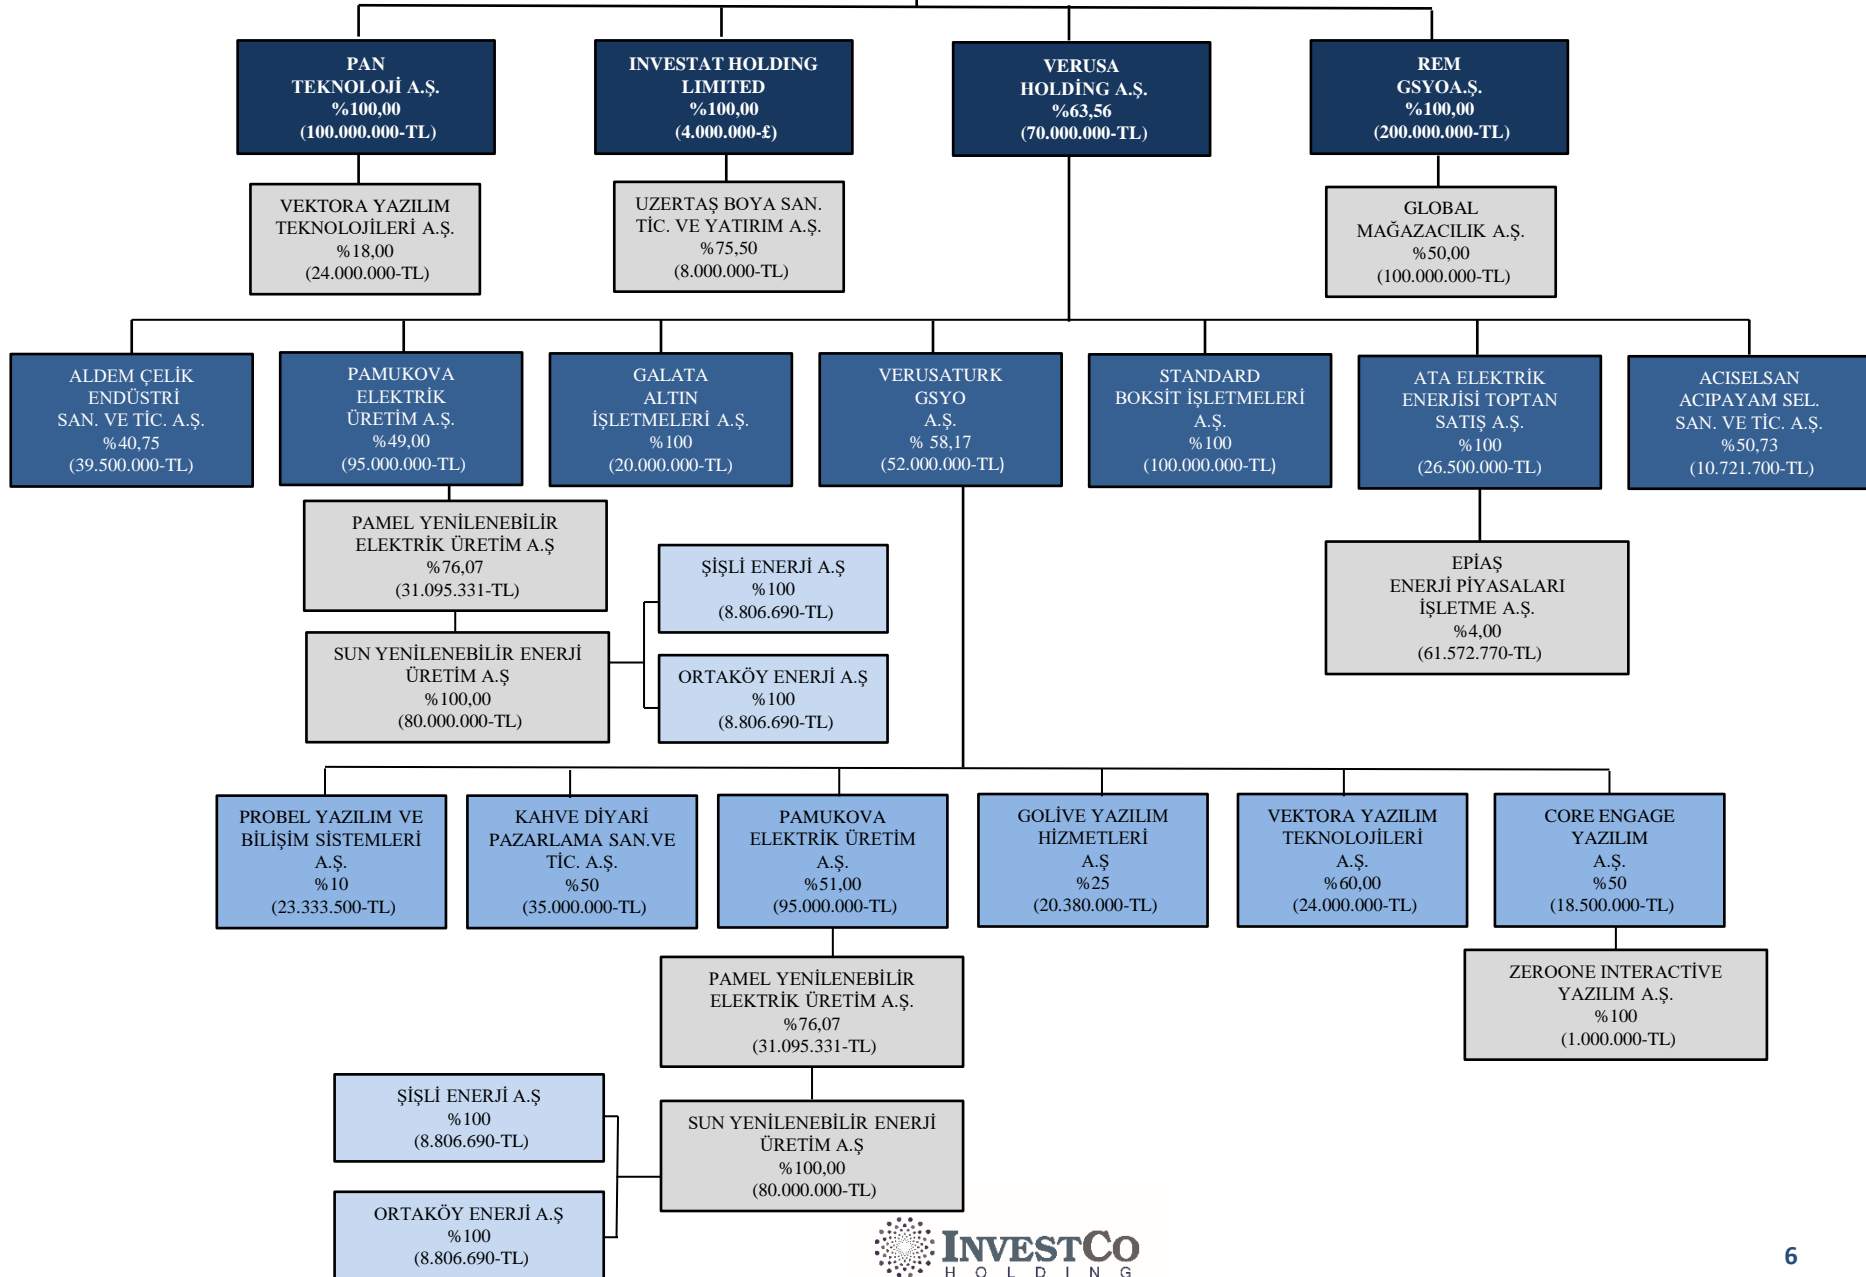 PAN
TEKNOLOJİ A.Ş.
%100,00
(100.000.000-TL)
INVESTAT HOLDING
LIMITED
%100,00
(4.000.000-£)
VERUSA
HOLDİNG A.Ş.
%63,56
(70.000.000-TL)
REM
GSYOA.Ş.
%100,00
(200.000.000-TL)
VEKTORA YAZILIM
TEKNOLOJİLERİ A.Ş.
%18,00
(24.000.000-TL)
UZERTAŞ BOYA SAN.
TİC. VE YATIRIM A.Ş.
%75,50
(8.000.000-TL)
GLOBAL
MAĞAZACILIK A.Ş.
%50,00
(100.000.000-TL)
ALDEM ÇELİK
ENDÜSTRİ
SAN. VE TİC. A.Ş.
%40,75
(39.500.000-TL)
PAMUKOVA
ELEKTRİK
ÜRETİM A.Ş.
%49,00
(95.000.000-TL)
GALATA
ALTIN
İŞLETMELERİ A.Ş.
%100
(20.000.000-TL)
VERUSATURK
GSYO
A.Ş.
% 58,17
(52.000.000-TL)
STANDARD
BOKSİT İŞLETMELERİ
A.Ş.
%100
(100.000.000-TL)
ATA ELEKTRİK
ENERJİSİ TOPTAN
SATIŞ A.Ş.
%100
(26.500.000-TL)
ACISELSAN
ACIPAYAM SEL.
SAN. VE TİC. A.Ş.
%50,73
(10.721.700-TL)
PAMEL YENİLENEBİLİR
ELEKTRİK ÜRETİM A.Ş
%76,07
(31.095.331-TL)
ŞİŞLİ ENERJİ A.Ş
%100
(8.806.690-TL)
EPİAŞ
ENERJİ PİYASALARI
İŞLETME A.Ş.
%4,00
(61.572.770-TL)
SUN YENİLENEBİLİR ENERJİ
ÜRETİM A.Ş
%100,00
(80.000.000-TL)
ORTAKÖY ENERJİ A.Ş
%100
(8.806.690-TL)
PROBEL YAZILIM VE
BİLİŞİM SİSTEMLERİ
A.Ş.
%10
(23.333.500-TL)
KAHVE DİYARİ
PAZARLAMA SAN.VE
TİC. A.Ş.
%50
(35.000.000-TL)
PAMUKOVA
ELEKTRİK ÜRETİM
A.Ş.
%51,00
(95.000.000-TL)
GOLİVE YAZILIM
HİZMETLERİ
A.Ş
%25
(20.380.000-TL)
VEKTORA YAZILIM
TEKNOLOJİLERİ
A.Ş.
%60,00
(24.000.000-TL)
CORE ENGAGE
YAZILIM
A.Ş.
%50
(18.500.000-TL)
PAMEL YENİLENEBİLİR
ELEKTRİK ÜRETİM A.Ş.
%76,07
(31.095.331-TL)
ZEROONE INTERACTİVE
YAZILIM A.Ş.
%100
(1.000.000-TL)
ŞİŞLİ ENERJİ A.Ş
%100
(8.806.690-TL)
SUN YENİLENEBİLİR ENERJİ
ÜRETİM A.Ş
%100,00
(80.000.000-TL)
ORTAKÖY ENERJİ A.Ş
%100
(8.806.690-TL)
INVESTCO
HOLDING
6